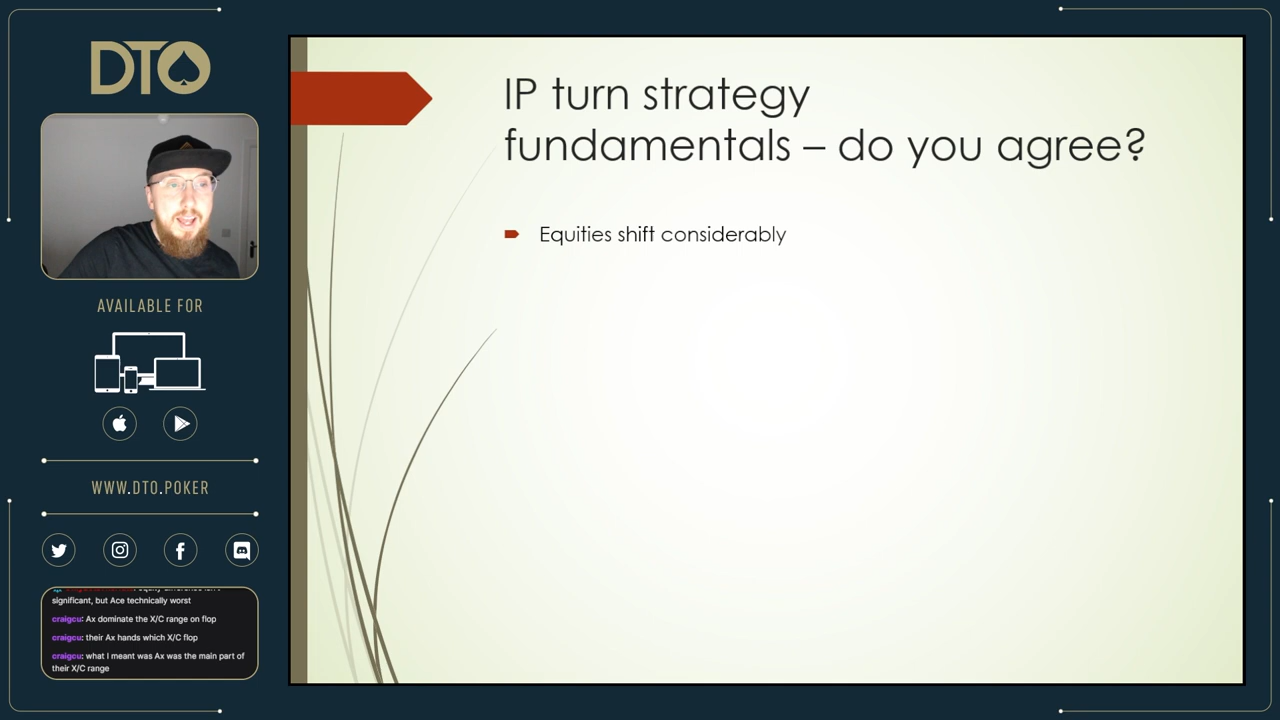 DTO
AVAILABLE FOR
WWW.DTO.POKER
significant, but Ace technically worst
craigcu: Ax dominate the X/C range on flop
craigcu: their Ax hands which X/C flop
craigcu: what I meant was Ax was the main part of
their X/C range
IP turn strategy
fundamentals – do you agree?
Equities shift considerably